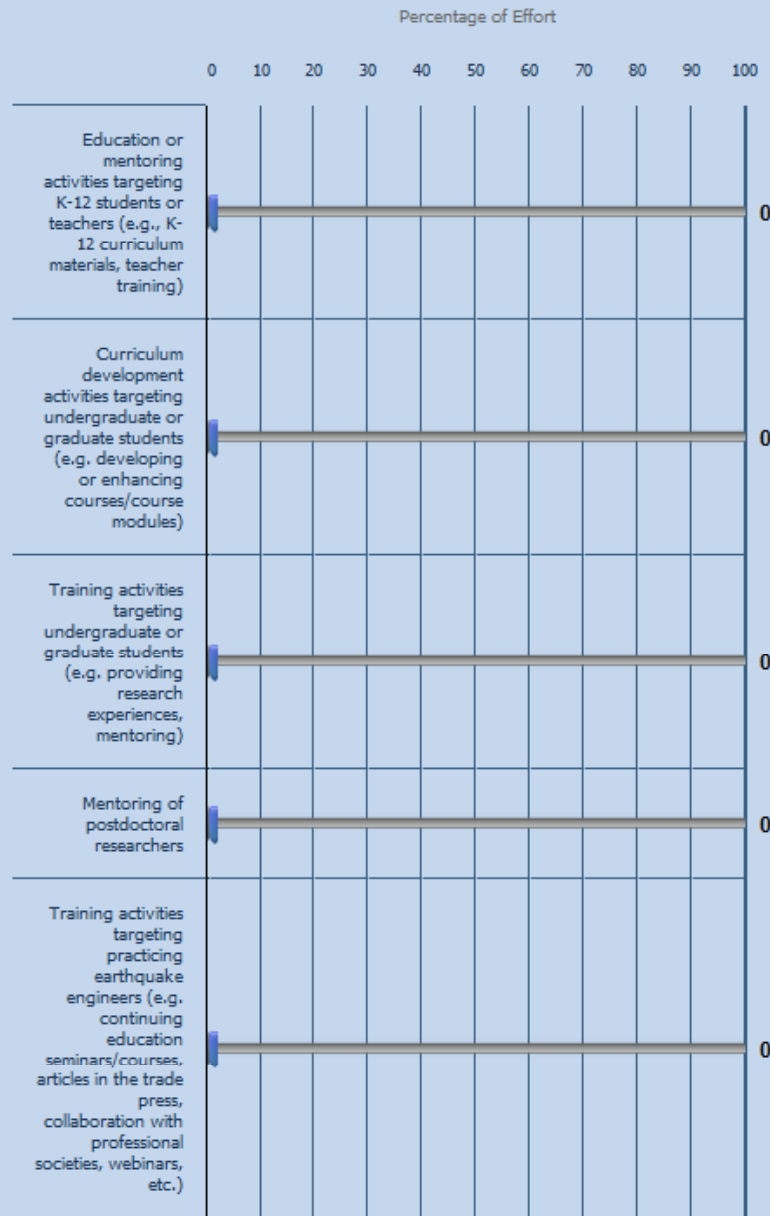 Percentage of Effort
0 10 20 30 40 50 60 70 80 90 100
Education or
mentoring
activities targeting
K-12 students or
teachers (e.g., K-
12 curriculum
materials, teacher
training)
0
Curriculum
development
activities targeting
undergraduate or
graduate students
(e.g. developing
or enhancing
courses/course
modules)
0
Training activities
targeting
undergraduate or
graduate students
(e.g. providing
research
experiences,
mentoring)
0
Mentoring of
postdoctoral
researchers
0
Training activities
targeting
practicing
earthquake
engineers (e.g.
continuing
education
seminars/courses,
articles in the trade
press,
collaboration with
professional
societies, webinars,
etc.)
0